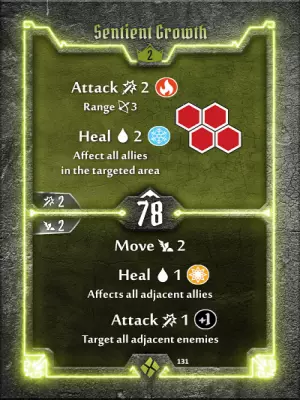 Sentient Growth
2
Attack 2
Range 3
Heal 2
Affect all allies
in the targeted area
2
78
2
Move 2
Heal 1
Affects all adjacent allies
Attack 1 +1
Target all adjacent enemies
131